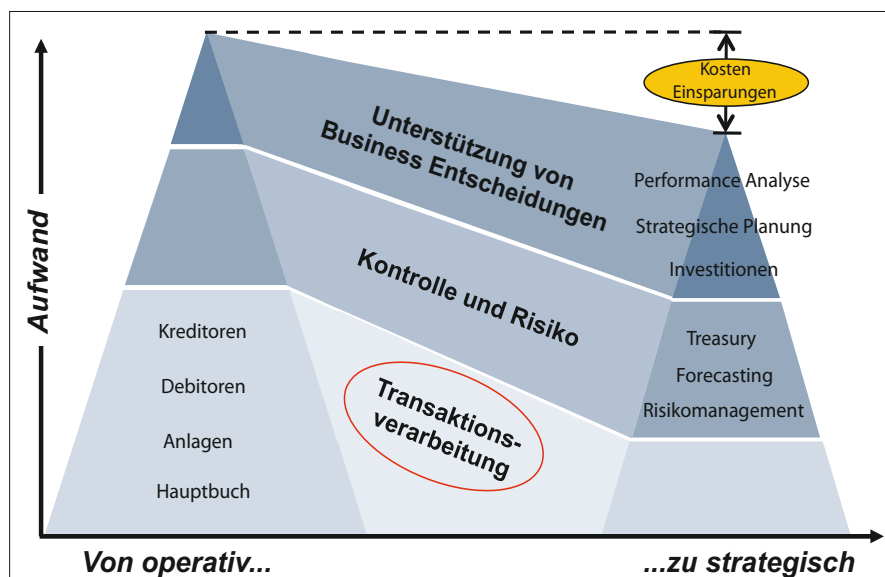 Kosten
Einsparungen
Unterstützung von
Business Entscheidungen
Performance Analyse
Strategische Planung
Investitionen
Kontrolle und Risiko
Kreditoren
Debitoren
Anlagen
Hauptbuch
Transaktions-
verarbeitung
Treasury
Forecasting
Risikomanagement
Aufwand
Von operativ...
...zu strategisch